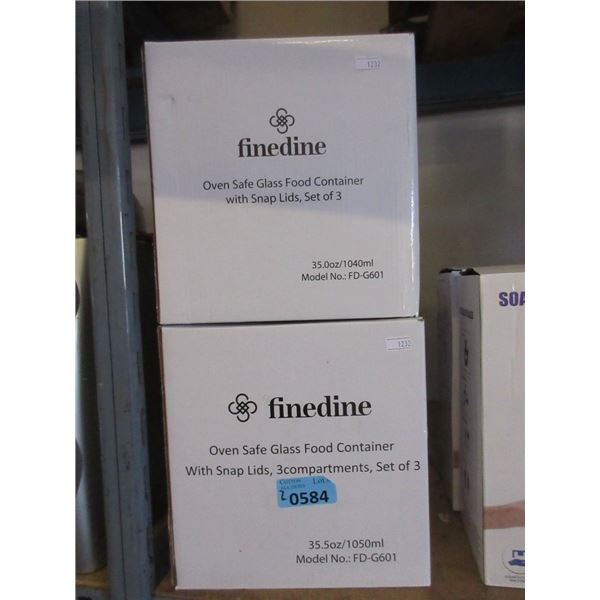 1232
finedine
Oven Safe Glass Food Container
with Snap Lids, Set of 3
35.0oz/1040ml
Model No.: FD-G601
1232
finedine
Oven Safe Glass Food Container
With Snap Lids, 3compartments, Set of 3
Lot
2 0584
35.5oz/1050ml
Model No.: FD-G601
SOA